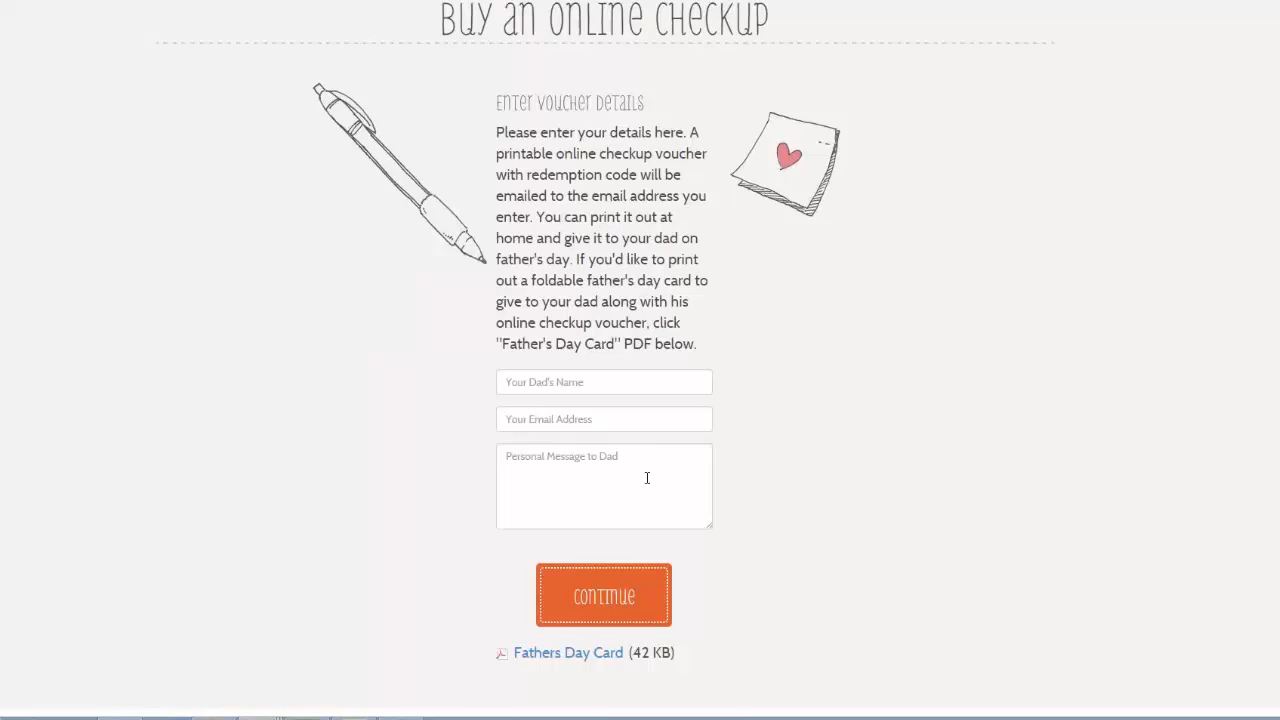 Buy an online checkup
Enter voucher details
Please enter your details here. A
printable online checkup voucher
with redemption code will be
emailed to the email address you
enter. You can print it out at
home and give it to your dad on
father's day. If you'd like to print
out a foldable father's day card to
give to your dad along with his
online checkup voucher, click
"Father's Day Card" PDF below.
Your Dad's Name
Your Email Address
Personal Message to Dad
continue
Fathers Day Card (42 KB)